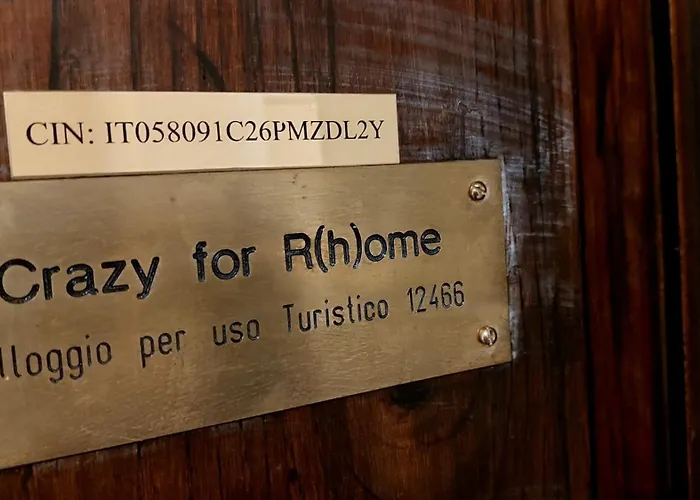 CIN: IT058091C26PMZDL2Y
Crazy for R(h)ome
lloggio per uso Turistico 12466